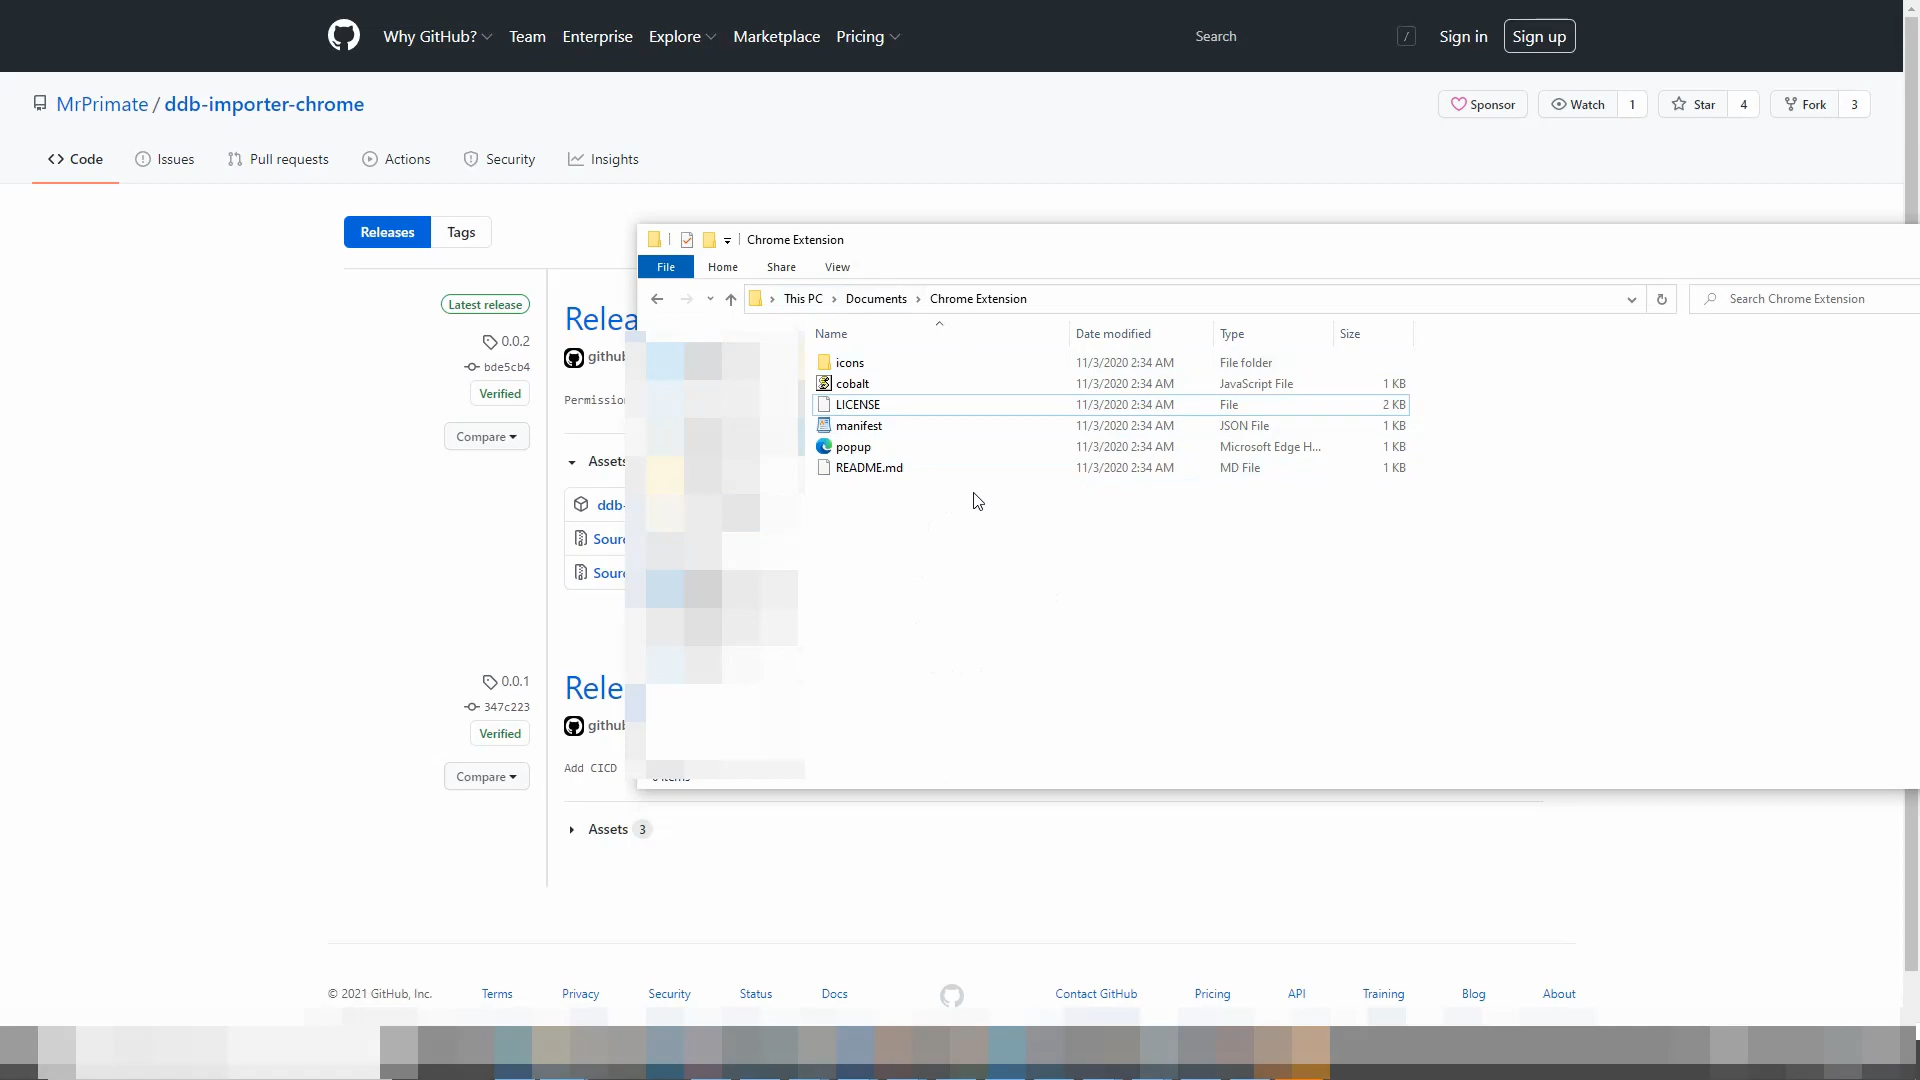 Why GitHub? Team Enterprise Explore Marketplace Pricing Search / Sign in Sign up
MrPrimate / ddb-importer-chrome Sponsor Watch 1 Star 4 Fork 3
Code Issues Pull requests Actions Security Insights
Releases Tags
Chrome Extension
File Home Share View
This PC Documents Chrome Extension Search Chrome Extension
Name Date modified Type Size
icons 11/3/2020 2:34 AM File folder
cobalt 11/3/2020 2:34 AM JavaScript File 1 KB
LICENSE 11/3/2020 2:34 AM File 2 KB
manifest 11/3/2020 2:34 AM JSON File 1 KB
popup 11/3/2020 2:34 AM Microsoft Edge H... 1 KB
README.md 11/3/2020 2:34 AM MD File 1 KB
Latest release
0.0.2
bde5cb4
Verified
Compare
Assets
ddb-
0.0.1
347c223
Verified
Compare
Add CICD
Assets 3
© 2021 GitHub, Inc. Terms Privacy Security Status Docs Contact GitHub Pricing API Training Blog About